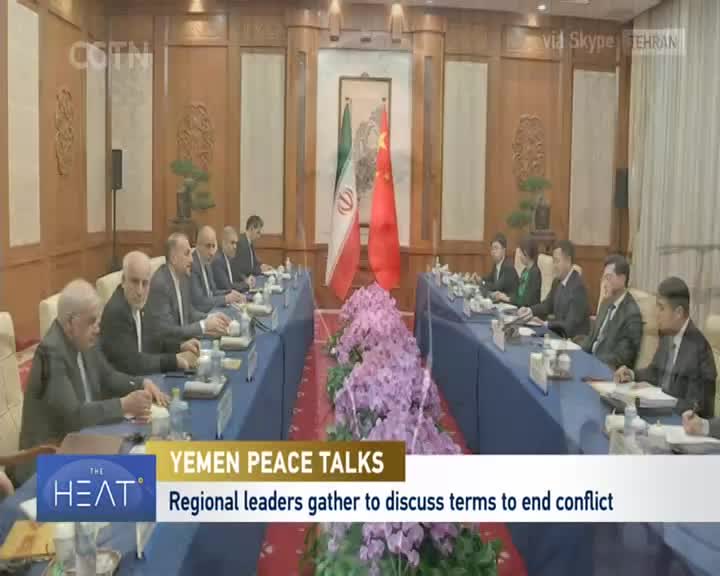 CGTN
via Skype TEHRAN
THE
HEAT
YEMEN PEACE TALKS
Regional leaders gather to discuss terms to end conflict